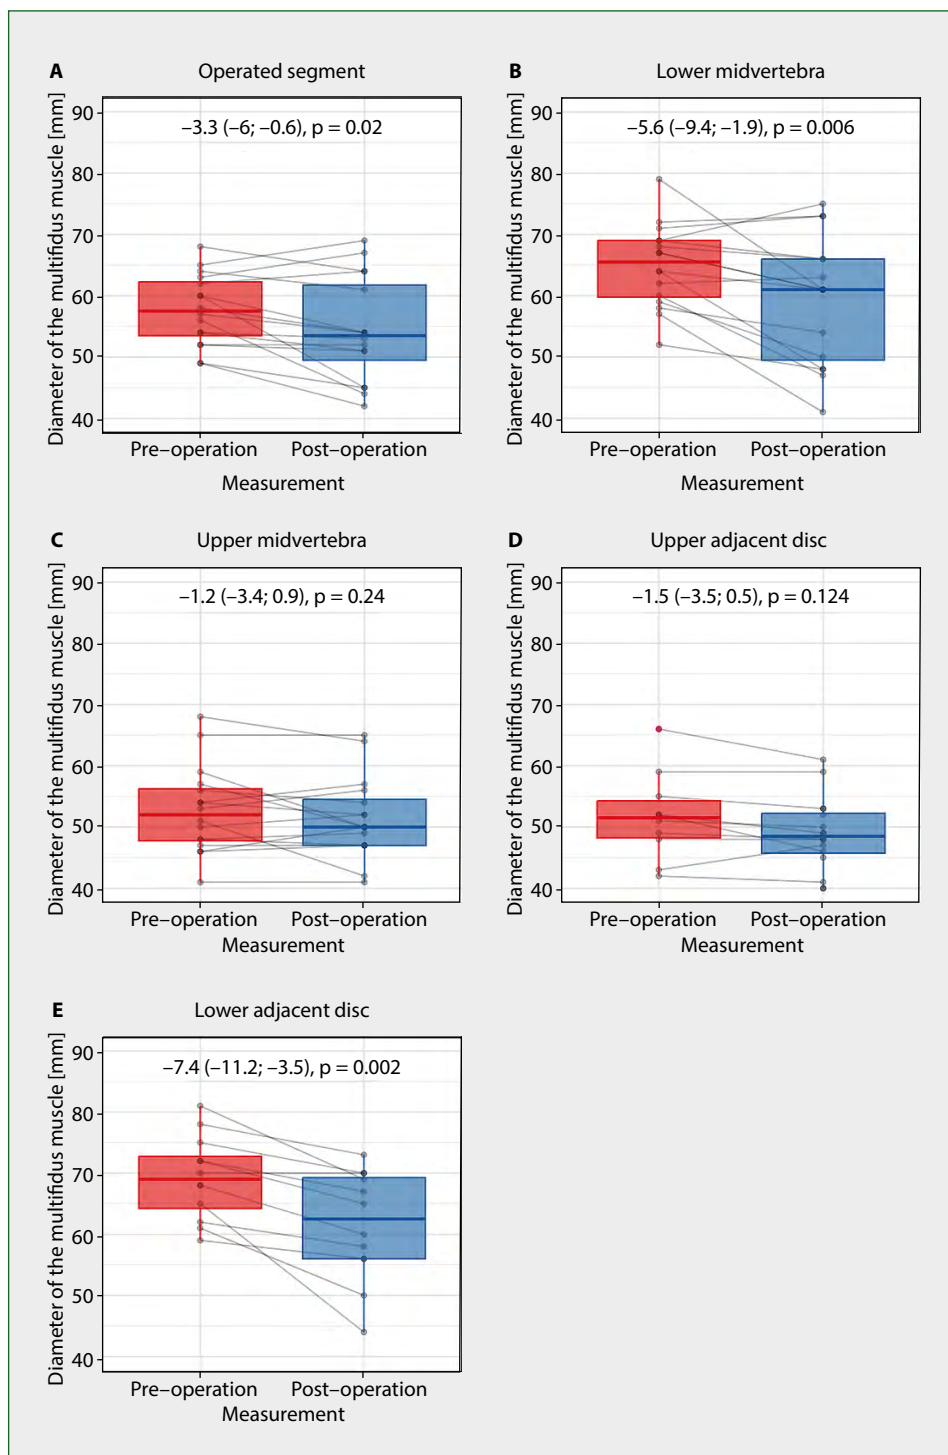 A Operated segment
Diameter of the multifidus muscle [mm]
90
80
70
60
50
40
–3.3 (–6; –0.6), p = 0.02
Pre–operation Post–operation
Measurement
B Lower midvertebra
Diameter of the multifidus muscle [mm]
90
80
70
60
50
40
–5.6 (–9.4; –1.9), p = 0.006
Pre–operation Post–operation
Measurement
C Upper midvertebra
Diameter of the multifidus muscle [mm]
90
80
70
60
50
40
–1.2 (–3.4; 0.9), p = 0.24
Pre–operation Post–operation
Measurement
D Upper adjacent disc
Diameter of the multifidus muscle [mm]
90
80
70
60
50
40
–1.5 (–3.5; 0.5), p = 0.124
Pre–operation Post–operation
Measurement
E Lower adjacent disc
Diameter of the multifidus muscle [mm]
90
80
70
60
50
40
–7.4 (–11.2; –3.5), p = 0.002
Pre–operation Post–operation
Measurement